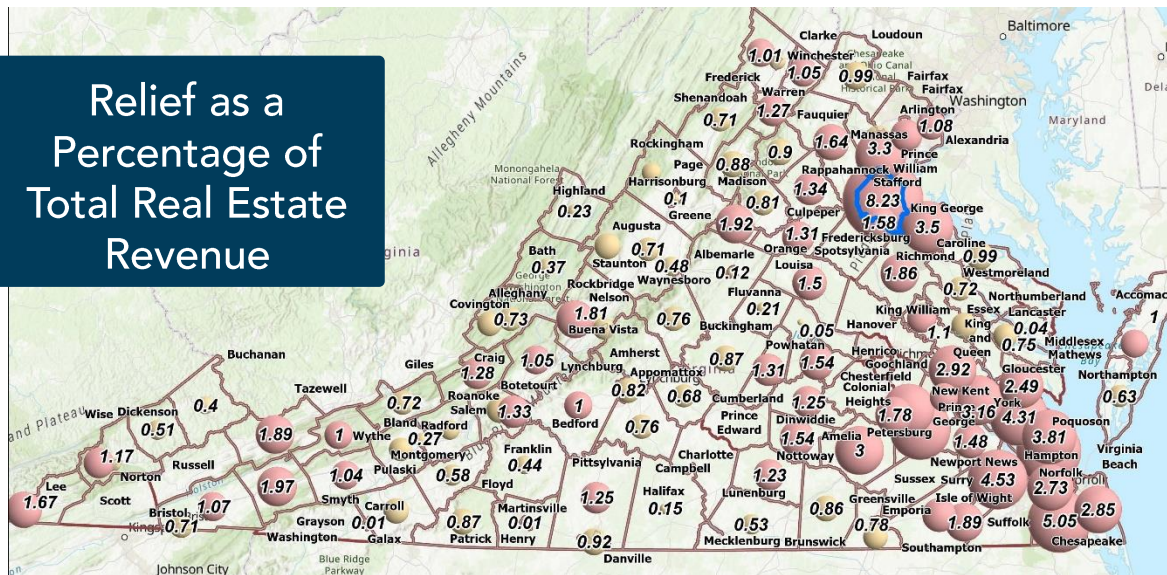 Relief as a
Percentage of
Total Real Estate
Revenue
Baltimore
Clarke
Loudoun
1.01
Winchester
1.05
0.99
Frederick
Fairfax
Fairfax
Washington
Warren
Shenandoah
1.27
Arlington
0.71
Fauquier
1.08
Maryland
Allegheny Mountains
Alexandria
Manassas
1.64
3.3
Rockingham
0.9
Prince
William
Page
0.88
Rappahannock
Monongahela
National Forest
Harrisonburg
Madison
1.34
Stafford
Highland
0.1
0.81
8.23
0.23
Greene
Culpeper
King George
1.92
1.58
3.5
Augusta
1.31
Fredericksburg
Bath
0.71
Albemarle
Orange
Spotsylvania
Caroline
0.37
Staunton
0.48
0.12
Louisa
Richmond
0.99
Waynesboro
1.86
Westmoreland
Rockbridge
1.5
0.72
Alleghany
Nelson
Fluvanna
Northumberland
Accomac
Covington
0.73
1.81
0.76
0.21
King William
Essex
Lancaster
1
Buena Vista
Buckingham
0.05
Hanover
1.1
King
and
0.04
0.75
Middlesex
Mathews
Buchanan
Amherst
Powhatan
Henrico
Queen
Giles
Craig
1.05
Lynchburg
0.87
1.54
Goochland
2.92
Gloucester
Northampton
1.28
Appomattox
1.31
Chesterfield
2.49
Tazewell
Botetourt
0.82
Cumberland
Colonial
Heights
New Kent
0.63
Wise
Dickenson
0.4
0.72
Roanoke
0.68
1.25
York
Salem
1.33
1
Prince
Edward
Dinwiddie
1.78
3.16
4.31
Poquoson
0.51
Bland
Radford
Bedford
George
1.89
1
Wythe
0.27
0.76
1.54
Amelia
Petersburg
1.48
3.81
Virginia
Beach
Montgomery
Franklin
Charlotte
Nottoway
3
Hampton
1.17
Pulaski
0.44
Pittsylvania
Campbell
Newport News
Norton
Russell
1.04
0.58
Floyd
1.23
Sussex
Surry
4.53
Norfolk
Lee
1.97
Smyth
Halifax
Lunenburg
2.73
1.67
Scott
Carroll
Martinsville
1.25
0.15
Greensville
Isle of Wight
1.07
0.86
Emporia
2.85
Bristol
Grayson
0.01
0.87
0.01
0.53
0.78
1.89
Suffolk
5.05
0.71
Washington
Galax
Patrick
Henry
0.92
Mecklenburg
Brunswick
Chesapeake
Southampton
Danville
Blue Ridge
Parkway
Johnson City